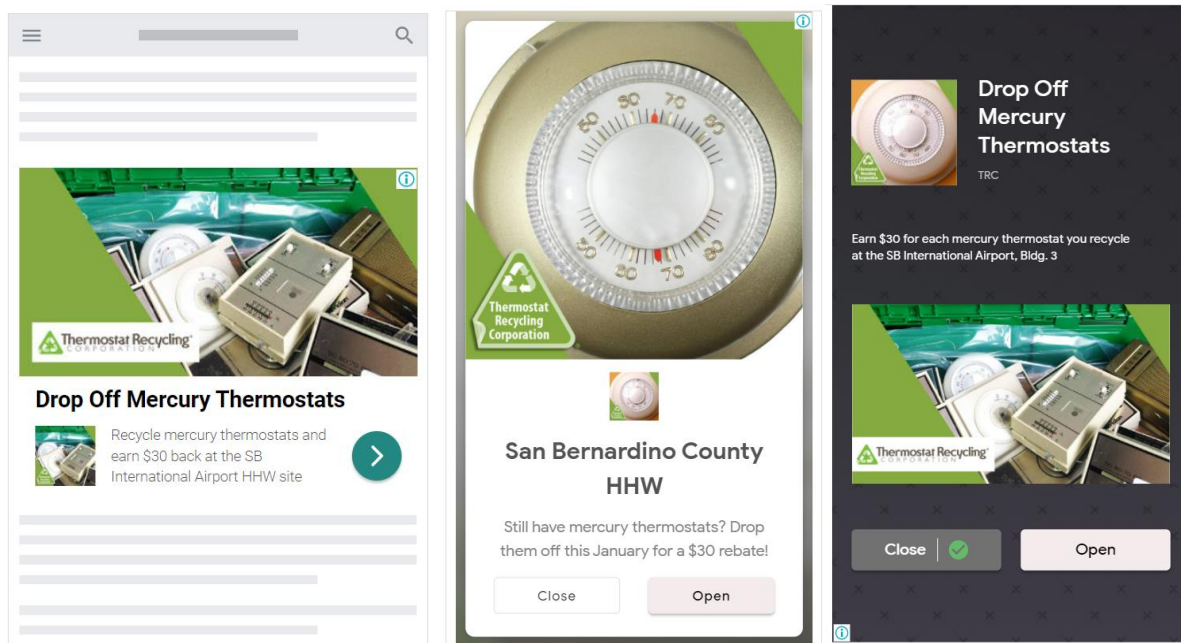 Thermostat Recycling
CORPORATION
Drop Off Mercury Thermostats
Recycle mercury thermostats and
earn $30 back at the SB
International Airport HHW site
Thermostat
Recycling
Corporation
San Bernardino County
HHW
Still have mercury thermostats? Drop
them off this January for a $30 rebate!
Close
Open
Drop Off
Mercury
Thermostats
TRC
Earn $30 for each mercury thermostat you recycle
at the SB International Airport, Bldg. 3
Thermostat Recycling
CORPORATION
Close
Open